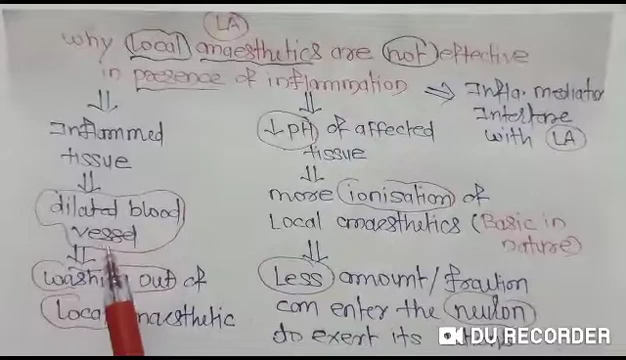 LA
why local anaesthetics are not effective
in presence of inflammation
→ Infla. mediator
Interfere
with LA
Inflammed
tissue
dilated blood
vessel
washing out of
Local anaesthetic
↓ PH of affected
tissue
more ionisation of
Local anaesthetics (Basic in
nature)
Less amount/fraction
can enter the neuron
to exert its
DU RECORDER